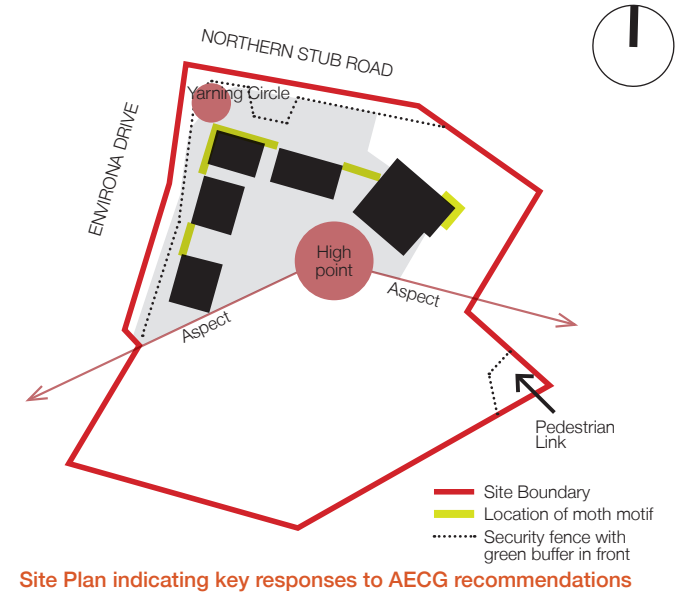 NORTHERN STUB ROAD
Yarning Circle
ENVIRONA DRIVE
High
point
Aspect
Aspect
Pedestrian
Link
Site Boundary
Location of moth motif
Security fence with
green buffer in front
Site Plan indicating key responses to AECG recommendations